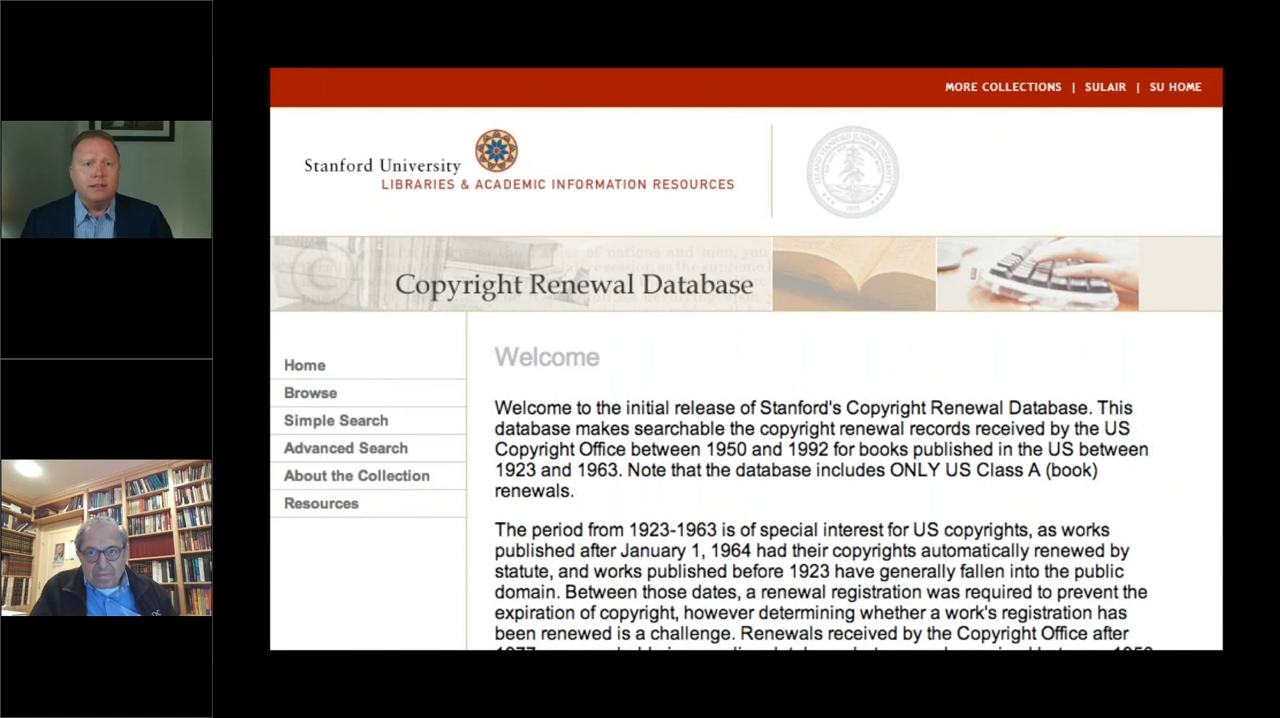 MORE COLLECTIONS | SULAIR | SU HOME
Stanford University
LIBRARIES & ACADEMIC INFORMATION RESOURCES
Copyright Renewal Database
Home
Browse
Simple Search
Advanced Search
About the Collection
Resources
Welcome
Welcome to the initial release of Stanford's Copyright Renewal Database. This
database makes searchable the copyright renewal records received by the US
Copyright Office between 1950 and 1992 for books published in the US between
1923 and 1963. Note that the database includes ONLY US Class A (book)
renewals.
The period from 1923-1963 is of special interest for US copyrights, as works
published after January 1, 1964 had their copyrights automatically renewed by
statute, and works published before 1923 have generally fallen into the public
domain. Between those dates, a renewal registration was required to prevent the
expiration of copyright, however determining whether a work's registration has
been renewed is a challenge. Renewals received by the Copyright Office after